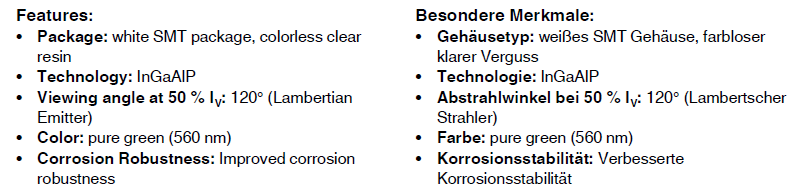 Features:
• Package: white SMT package, colorless clear
resin
• Technology: InGaAlP
• Viewing angle at 50 % IV: 120° (Lambertian
Emitter)
• Color: pure green (560 nm)
• Corrosion Robustness: Improved corrosion
robustness
Besondere Merkmale:
• Gehäusetyp: weißes SMT Gehäuse, farbloser
klarer Verguss
• Technologie: InGaAlP
• Abstrahlwinkel bei 50 % IV: 120° (Lambertscher
Strahler)
• Farbe: pure green (560 nm)
• Korrosionsstabilität: Verbesserte
Korrosionsstabilität